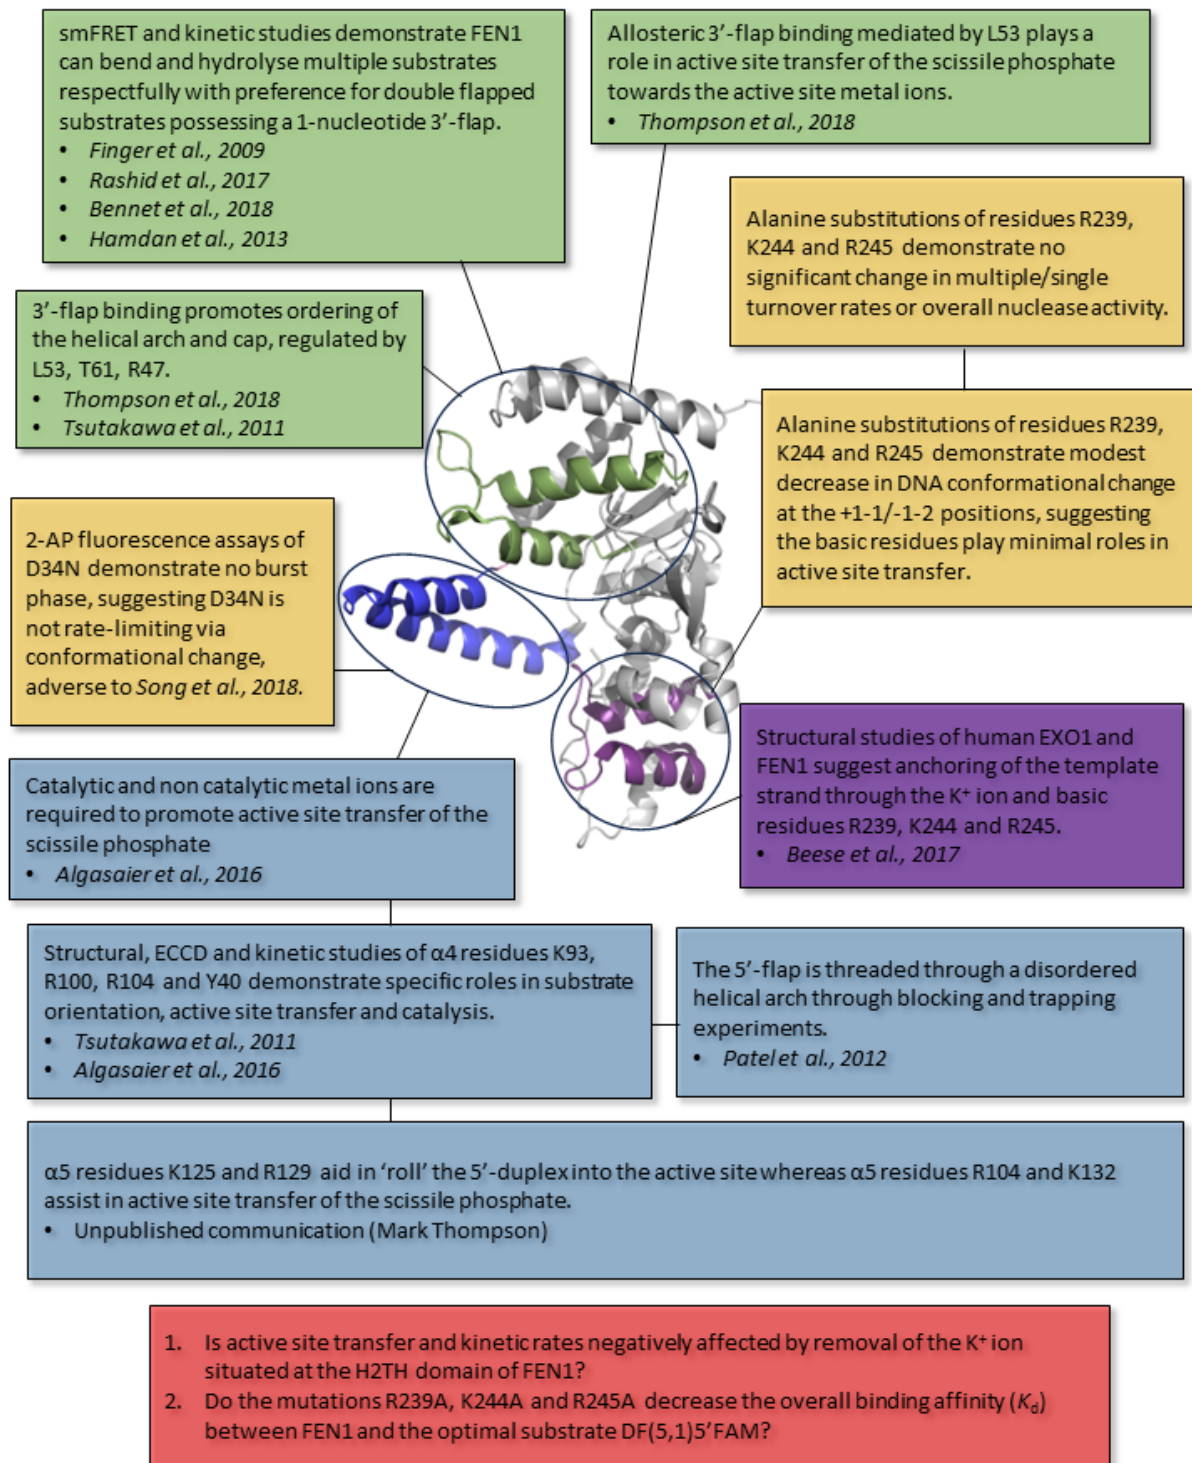 smFRET and kinetic studies demonstrate FEN1
can bend and hydrolyse multiple substrates
respectfully with preference for double flapped
substrates possessing a 1-nucleotide 3’-flap.
• Finger et al., 2009
• Rashid et al., 2017
• Bennet et al., 2018
• Hamdan et al., 2013
Allosteric 3’-flap binding mediated by L53 plays a
role in active site transfer of the scissile phosphate
towards the active site metal ions.
• Thompson et al., 2018
Alanine substitutions of residues R239,
K244 and R245 demonstrate no
significant change in multiple/single
turnover rates or overall nuclease activity.
3’-flap binding promotes ordering of
the helical arch and cap, regulated by
L53, T61, R47.
• Thompson et al., 2018
• Tsutakawa et al., 2011
Alanine substitutions of residues R239,
K244 and R245 demonstrate modest
decrease in DNA conformational change
at the +1-1/-1-2 positions, suggesting
the basic residues play minimal roles in
active site transfer.
2-AP fluorescence assays of
D34N demonstrate no burst
phase, suggesting D34N is
not rate-limiting via
conformational change,
adverse to Song et al., 2018.
Structural studies of human EXO1 and
FEN1 suggest anchoring of the template
strand through the K⁺ ion and basic
residues R239, K244 and R245.
• Beese et al., 2017
Catalytic and non catalytic metal ions are
required to promote active site transfer of the
scissile phosphate
• Algasaier et al., 2016
Structural, ECCD and kinetic studies of α4 residues K93,
R100, R104 and Y40 demonstrate specific roles in substrate
orientation, active site transfer and catalysis.
• Tsutakawa et al., 2011
• Algasaier et al., 2016
The 5’-flap is threaded through a disordered
helical arch through blocking and trapping
experiments.
• Patel et al., 2012
α5 residues K125 and R129 aid in ‘roll’ the 5’-duplex into the active site whereas α5 residues R104 and K132
assist in active site transfer of the scissile phosphate.
• Unpublished communication (Mark Thompson)
1. Is active site transfer and kinetic rates negatively affected by removal of the K⁺ ion
situated at the H2TH domain of FEN1?
2. Do the mutations R239A, K244A and R245A decrease the overall binding affinity (Kd)
between FEN1 and the optimal substrate DF(5,1)5’FAM?